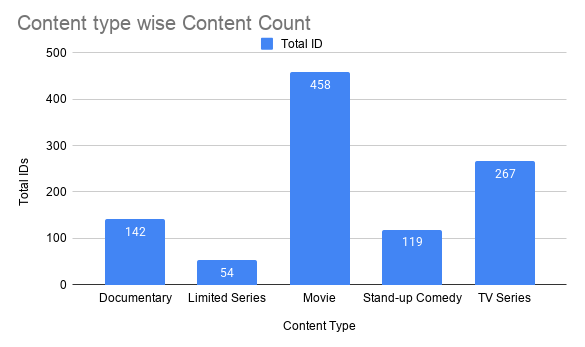 Content type wise Content Count
Total ID
500
400
300
200
100
0
Total IDs
142
54
458
119
267
Documentary
Limited Series
Movie
Stand-up Comedy
TV Series
Content Type